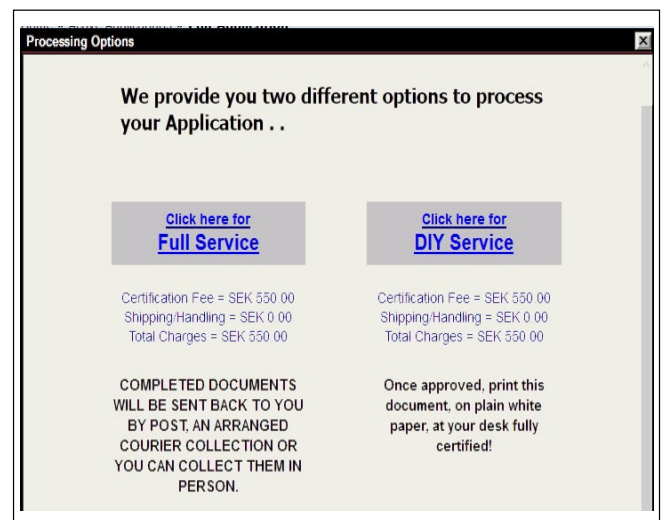 Processing Options
We provide you two different options to process
your Application . .
Click here for
Full Service
Click here for
DIY Service
Certification Fee = SEK 550.00
Shipping/Handling = SEK 0.00
Total Charges = SEK 550.00
Certification Fee = SEK 550.00
Shipping/Handling = SEK 0.00
Total Charges = SEK 550.00
COMPLETED DOCUMENTS
WILL BE SENT BACK TO YOU
BY POST, AN ARRANGED
COURIER COLLECTION OR
YOU CAN COLLECT THEM IN
PERSON.
Once approved, print this
document, on plain white
paper, at your desk fully
certified!